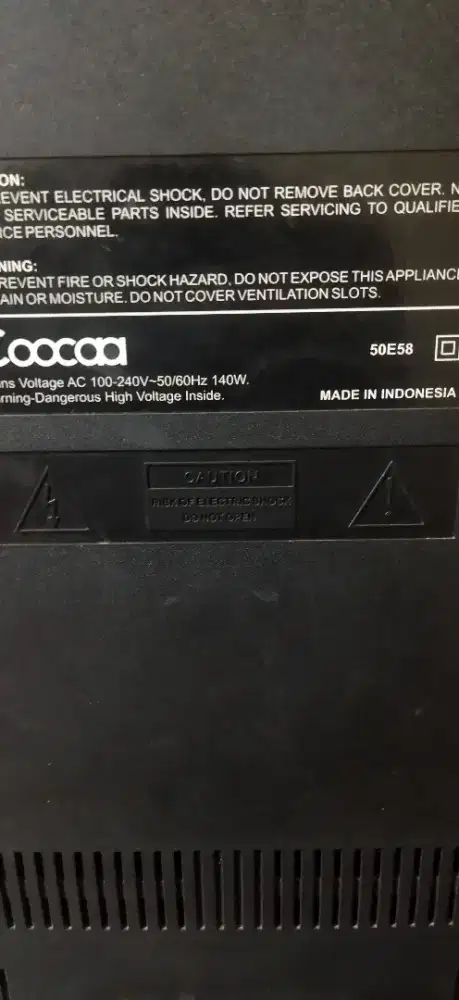 ON:
EVENT ELECTRICAL SHOCK, DO NOT REMOVE BACK COVER. N
SERVICEABLE PARTS INSIDE. REFER SERVICING TO QUALIFIE
ICE PERSONNEL.
NING:
REVENT FIRE OR SHOCK HAZARD, DO NOT EXPOSE THIS APPLIANCE
AIN OR MOISTURE. DO NOT COVER VENTILATION SLOTS.
Coocaa
50E58
ns Voltage AC 100-240V~50/60Hz 140W.
rning-Dangerous High Voltage Inside.
MADE IN INDONESIA
CAUTION
RISK OF ELECTRIC SHOCK
DO NOT OPEN